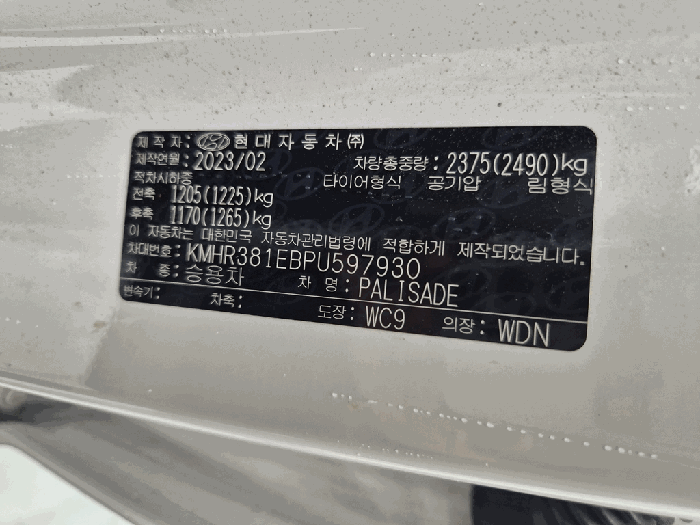 제 작 자: 현대자동차㈜
제작연월: 2023/02 차량총중량: 2375(2490)kg
적차시하중 타이어형식 공기압 림형식
전축 1205(1225)kg
후축 1170(1265)kg
이 자동차는 대한민국 자동차관리법령에 적합하게 제작되었습니다.
차대번호: KMHR381EBPU597930
차 종: 승용차 차 명: PALISADE
변속기: 차축: 도장: WC9 의장: WDN